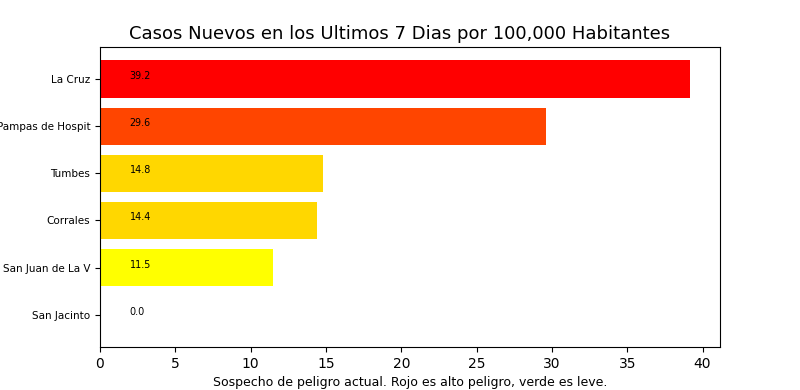 Casos Nuevos en los Ultimos 7 Dias por 100,000 Habitantes
La Cruz 39.2
Pampas de Hospit 29.6
Tumbes 14.8
Corrales 14.4
San Juan de La V 11.5
San Jacinto 0.0
0 5 10 15 20 25 30 35 40
Sospecho de peligro actual. Rojo es alto peligro, verde es leve.